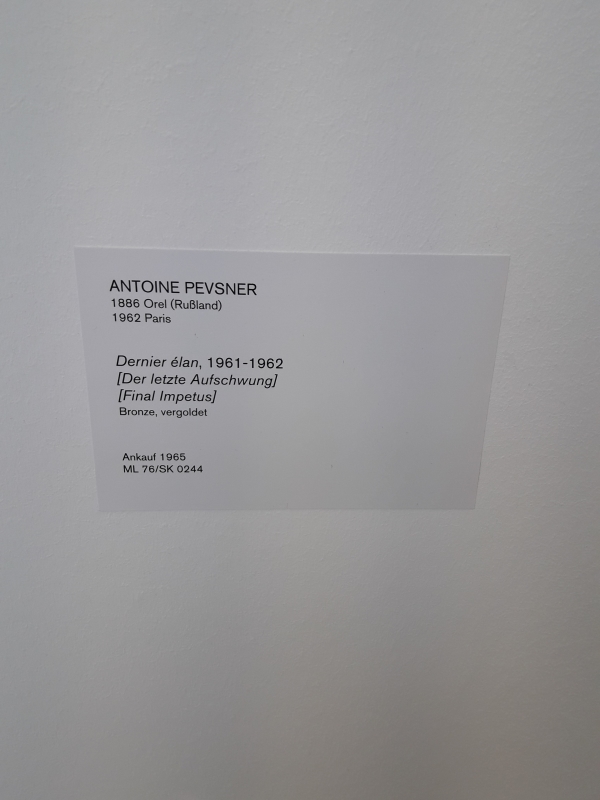 ANTOINE PEVSNER
1886 Orel (Rußland)
1962 Paris
Dernier élan, 1961-1962
[Der letzte Aufschwung]
[Final Impetus]
Bronze, vergoldet
Ankauf 1965
ML 76/SK 0244